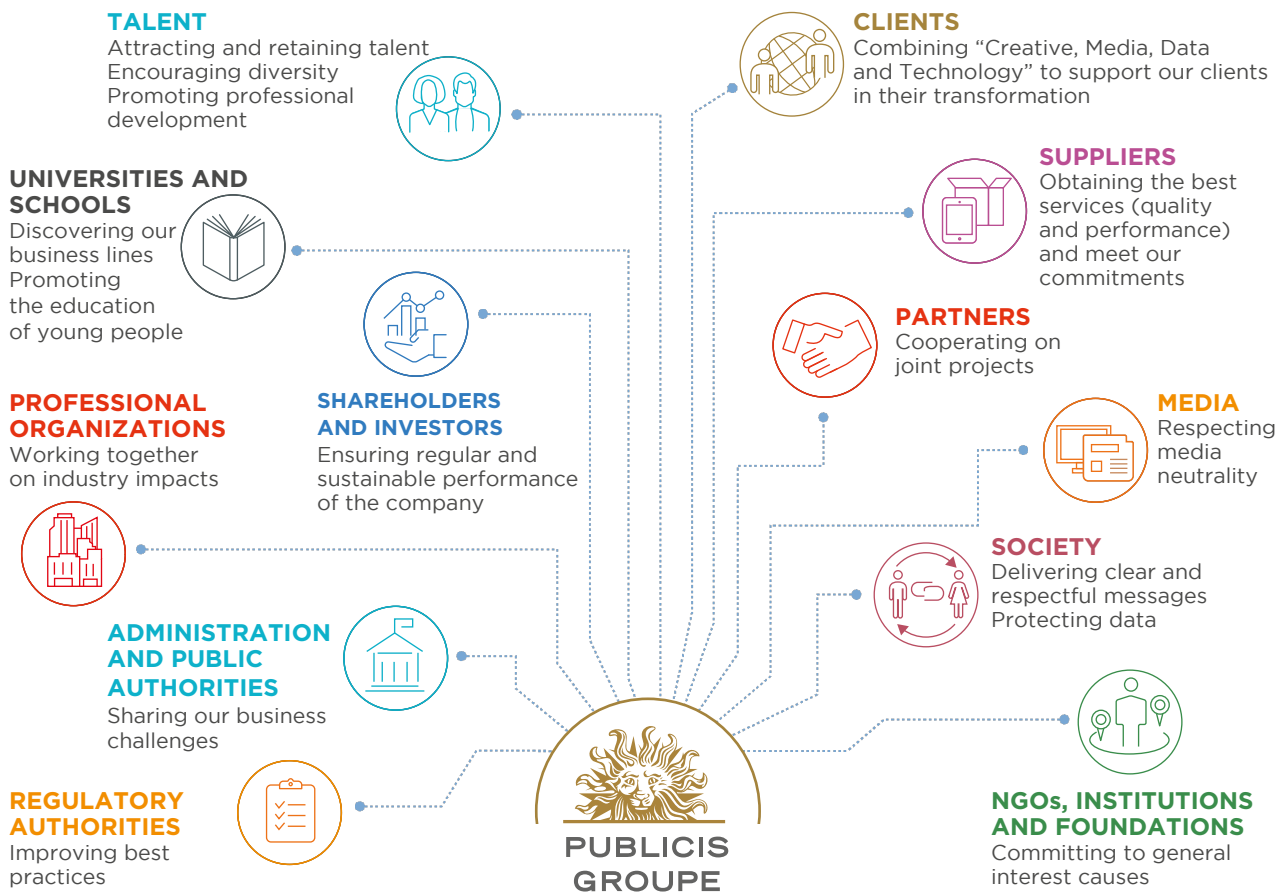 TALENT
Attracting and retaining talent
Encouraging diversity
Promoting professional
development
UNIVERSITIES AND
SCHOOLS
Discovering our
business lines
Promoting
the education
of young people
PROFESSIONAL
ORGANIZATIONS
Working together
on industry impacts
SHAREHOLDERS
AND INVESTORS
Ensuring regular and
sustainable performance
of the company
ADMINISTRATION
AND PUBLIC
AUTHORITIES
Sharing our business
challenges
REGULATORY
AUTHORITIES
Improving best
practices
CLIENTS
Combining “Creative, Media, Data
and Technology” to support our clients
in their transformation
SUPPLIERS
Obtaining the best
services (quality
and performance)
and meet our
commitments
PARTNERS
Cooperating on
joint projects
MEDIA
Respecting
media
neutrality
SOCIETY
Delivering clear and
respectful messages
Protecting data
NGOs, INSTITUTIONS
AND FOUNDATIONS
Committing to general
interest causes
PUBLICIS
GROUPE